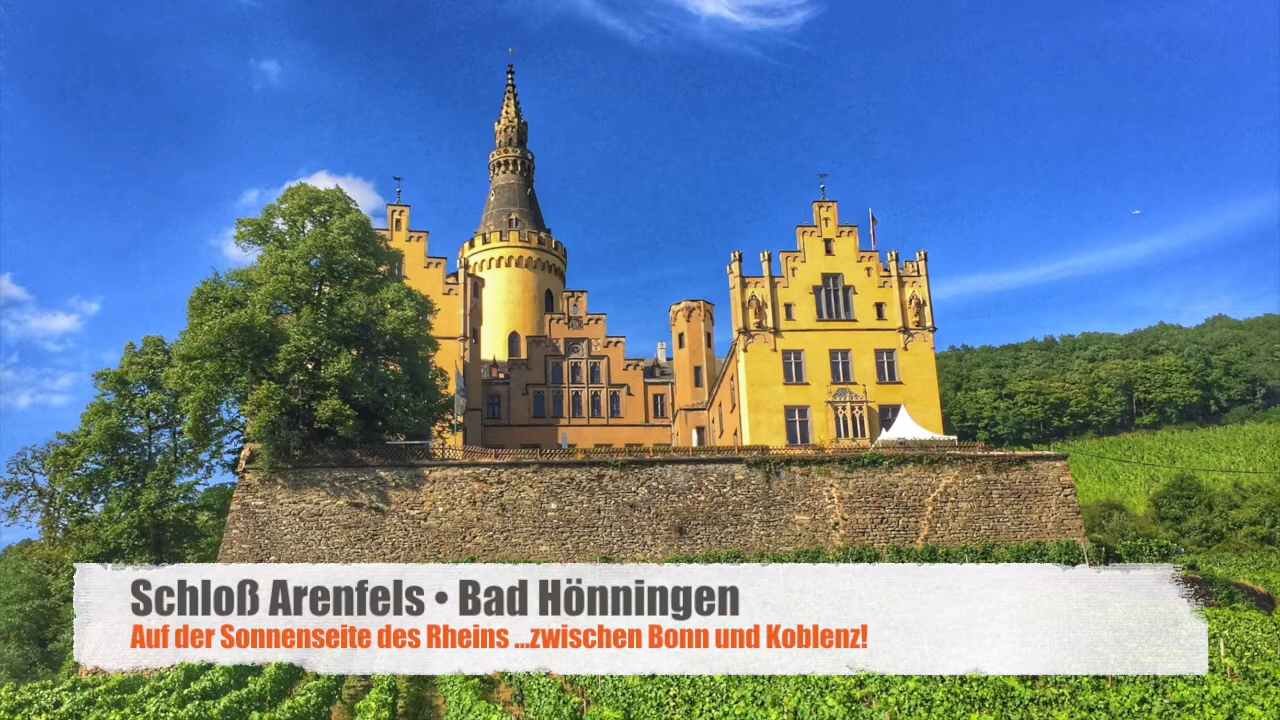 Schloß Arenfels • Bad Hönningen
Auf der Sonnenseite des Rheins ...zwischen Bonn und Koblenz!